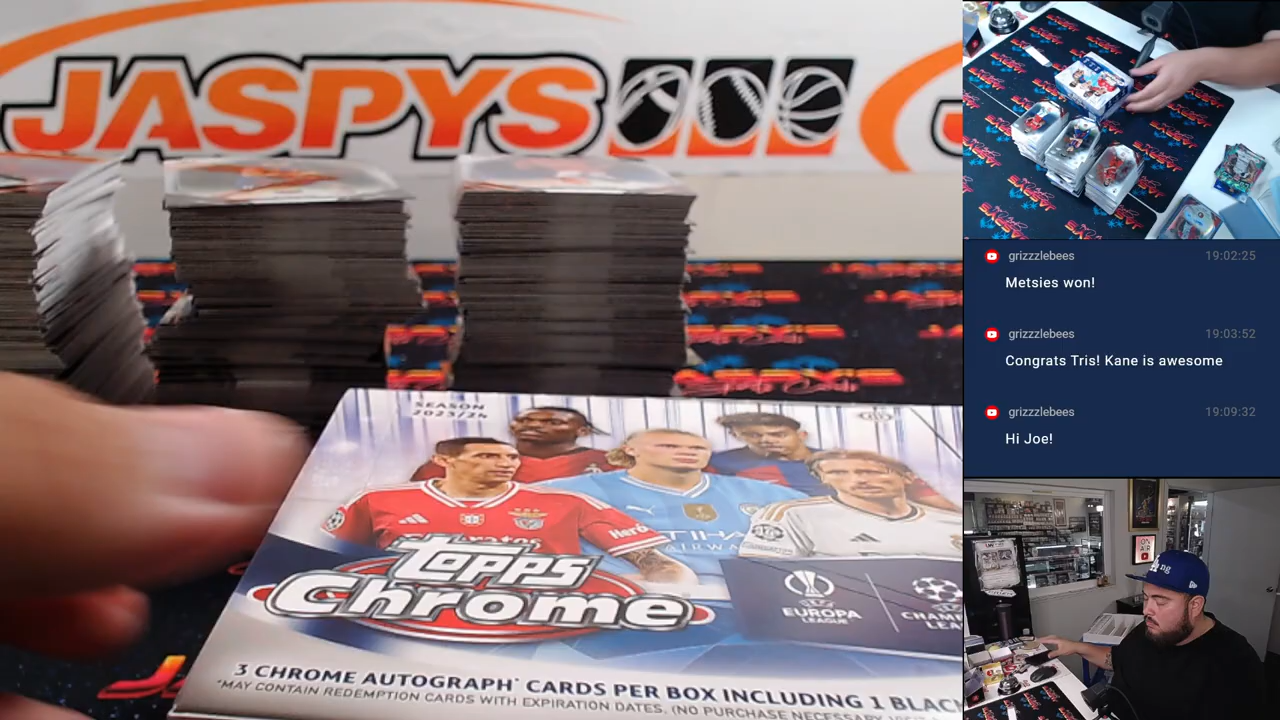 JASPYS
SEASON
2023/24
Topps
Chrome
EUROPA
LEAGUE
3 CHROME AUTOGRAPH CARDS PER BOX INCLUDING 1
*MAY CONTAIN REDEMPTION CARDS WITH EXPIRATION DATES. (NO PURCHASE NECESSARY.
grizzzlebees 19:02:25
Metsies won!
grizzzlebees 19:03:52
Congrats Tris! Kane is awesome
grizzzlebees 19:09:32
Hi Joe!
ON
AIR